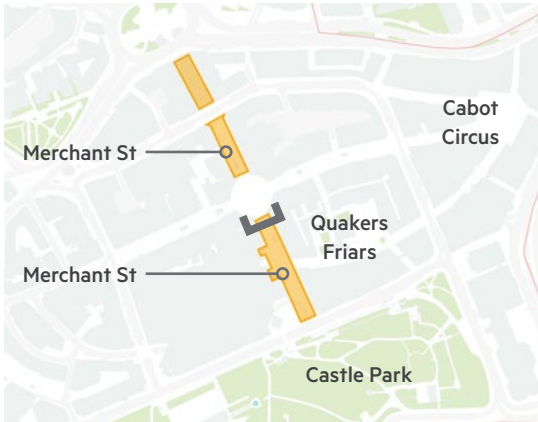 Cabot
Circus
Merchant St
Quakers
Friars
Merchant St
Castle Park